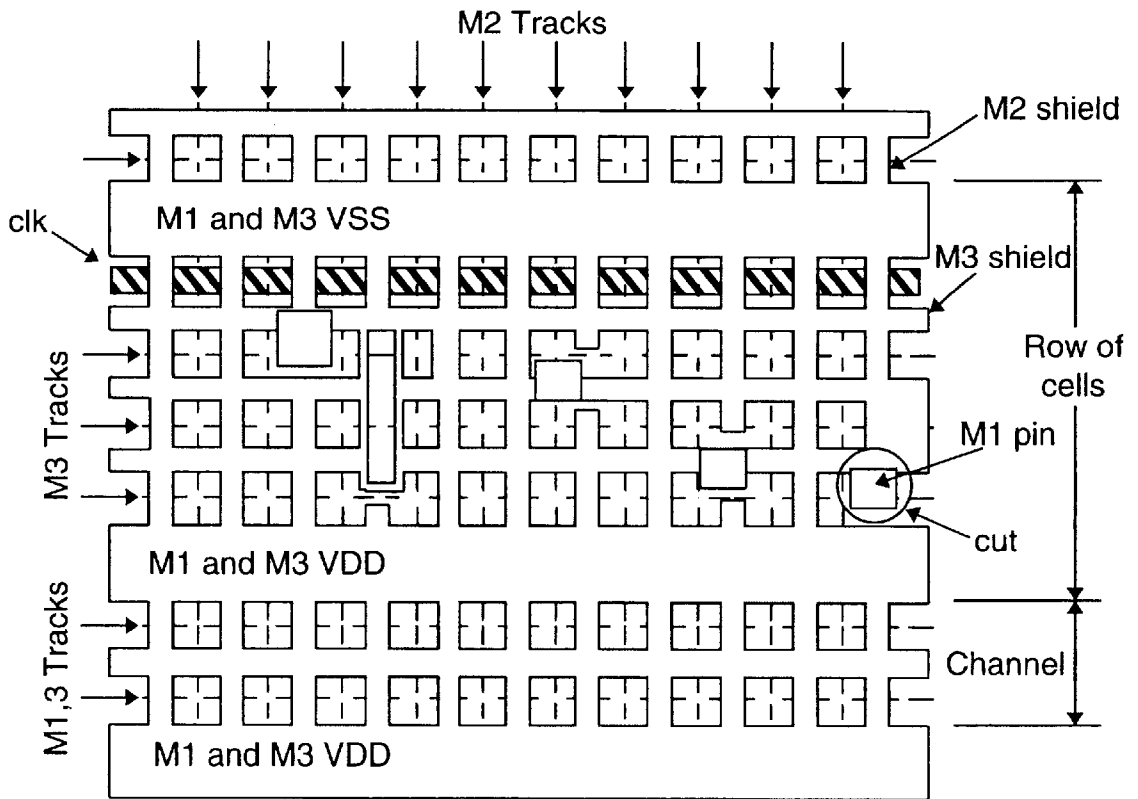 M2 Tracks
M2 shield
clk
M1 and M3 VSS
M3 shield
M3 Tracks
Row of
cells
M1 pin
cut
M1 and M3 VDD
M1,3 Tracks
Channel
M1 and M3 VDD